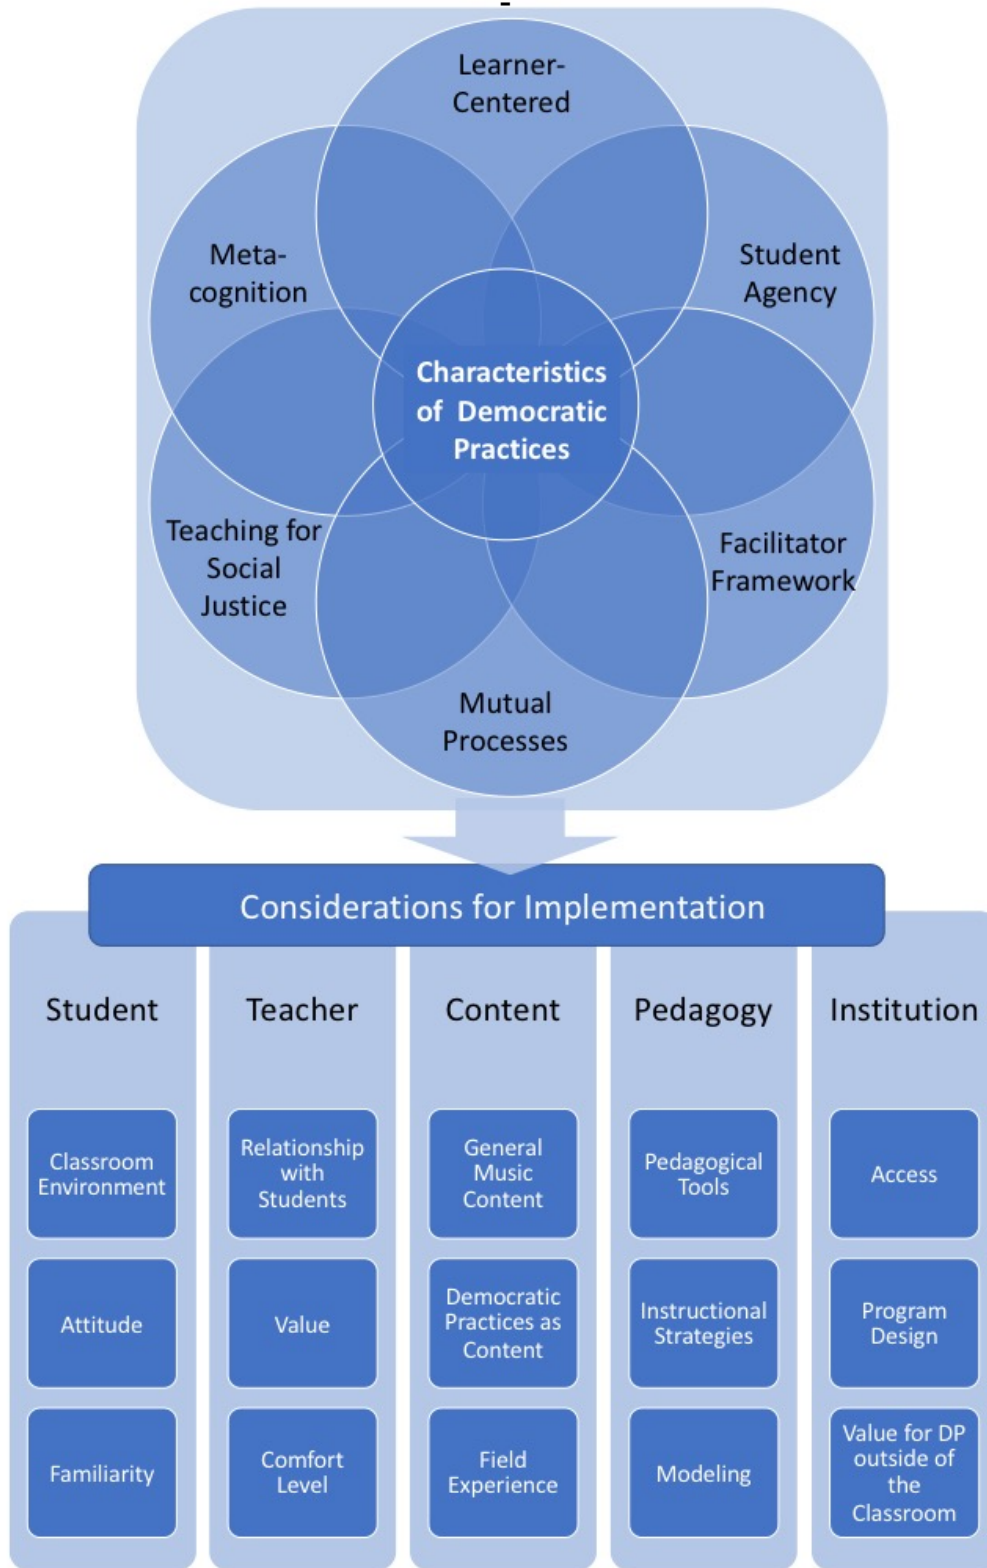 Learner-
Centered
Meta-
cognition
Student
Agency
Characteristics
of Democratic
Practices
Teaching for
Social
Justice
Facilitator
Framework
Mutual
Processes
Considerations for Implementation
Student
Classroom
Environment
Attitude
Familiarity
Teacher
Relationship
with
Students
Value
Comfort
Level
Content
General
Music
Content
Democratic
Practices as
Content
Field
Experience
Pedagogy
Pedagogical
Tools
Instructional
Strategies
Modeling
Institution
Access
Program
Design
Value for DP
outside of
the
Classroom